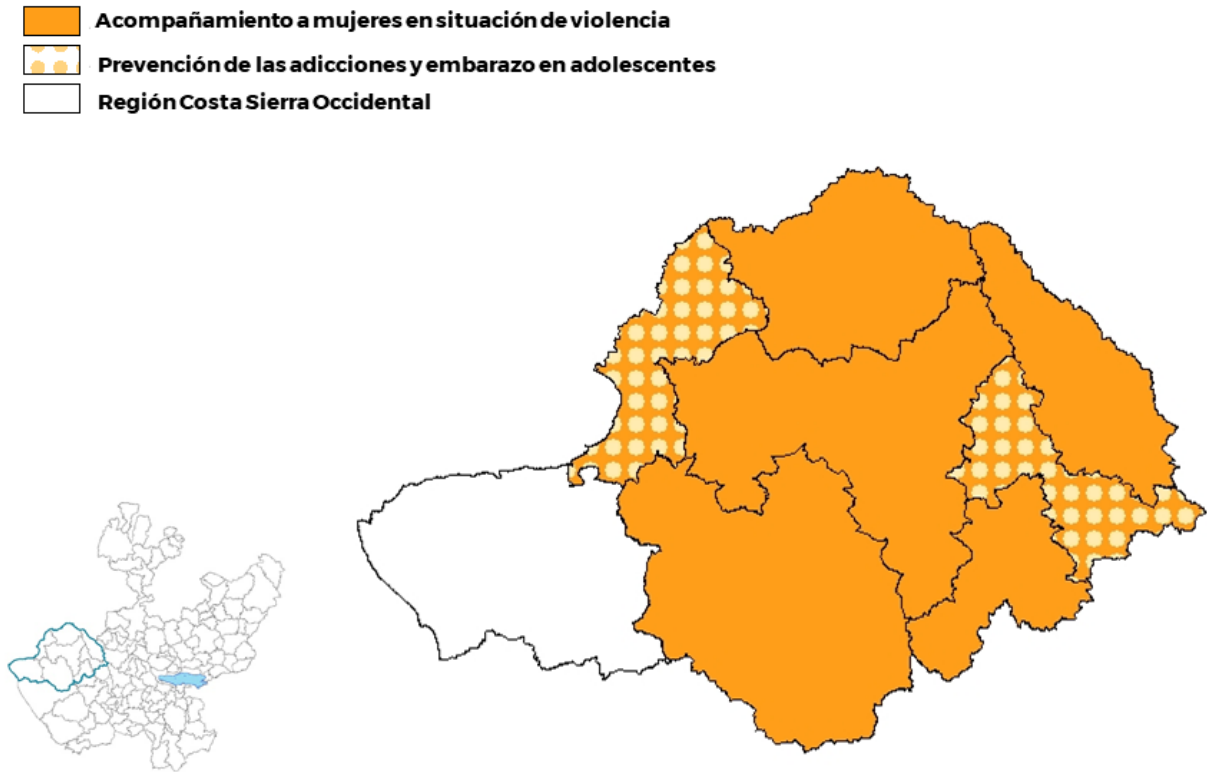 Acompañamiento a mujeres en situación de violencia
Prevención de las adicciones y embarazo en adolescentes
Región Costa Sierra Occidental